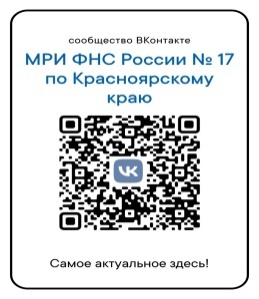 сообщество ВКонтакте
МРИ ФНС России № 17
по Красноярскому
краю
Самое актуальное здесь!